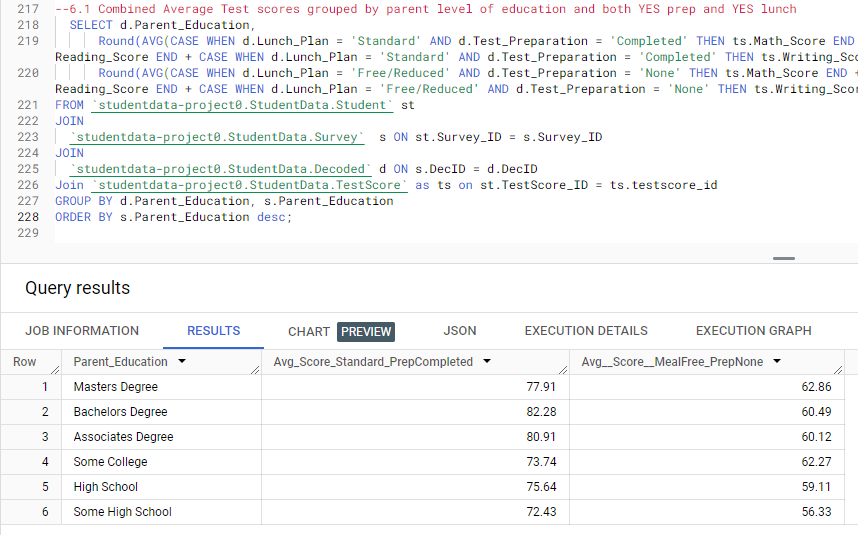 217 --6.1 Combined Average Test scores grouped by parent level of education and both YES prep and YES lunch
218 SELECT d.Parent_Education,
219 Round(AVG(CASE WHEN d.Lunch_Plan = 'Standard' AND d.Test_Preparation = 'Completed' THEN ts.Math_Score END
Reading_Score END + CASE WHEN d.Lunch_Plan = 'Standard' AND d.Test_Preparation = 'Completed' THEN ts.Writing_Sco
220 Round(AVG(CASE WHEN d.Lunch_Plan = 'Free/Reduced' AND d.Test_Preparation = 'None' THEN ts.Math_Score END +
Reading_Score END + CASE WHEN d.Lunch_Plan = 'Free/Reduced' AND d.Test_Preparation = 'None' THEN ts.Writing_Scor
221 FROM `studentdata-project0.StudentData.Student` st
222 JOIN
223 `studentdata-project0.StudentData.Survey` s ON st.Survey_ID = s.Survey_ID
224 JOIN
225 `studentdata-project0.StudentData.Decoded` d ON s.DecID = d.DecID
226 Join `studentdata-project0.StudentData.TestScore` as ts on st.TestScore_ID = ts.testscore_id
227 GROUP BY d.Parent_Education, s.Parent_Education
228 ORDER BY s.Parent_Education desc;
229
Query results
JOB INFORMATION RESULTS CHART PREVIEW JSON EXECUTION DETAILS EXECUTION GRAPH
Row Parent_Education Avg_Score_Standard_PrepCompleted Avg__Score__MealFree_PrepNone
1 Masters Degree 77.91 62.86
2 Bachelors Degree 82.28 60.49
3 Associates Degree 80.91 60.12
4 Some College 73.74 62.27
5 High School 75.64 59.11
6 Some High School 72.43 56.33